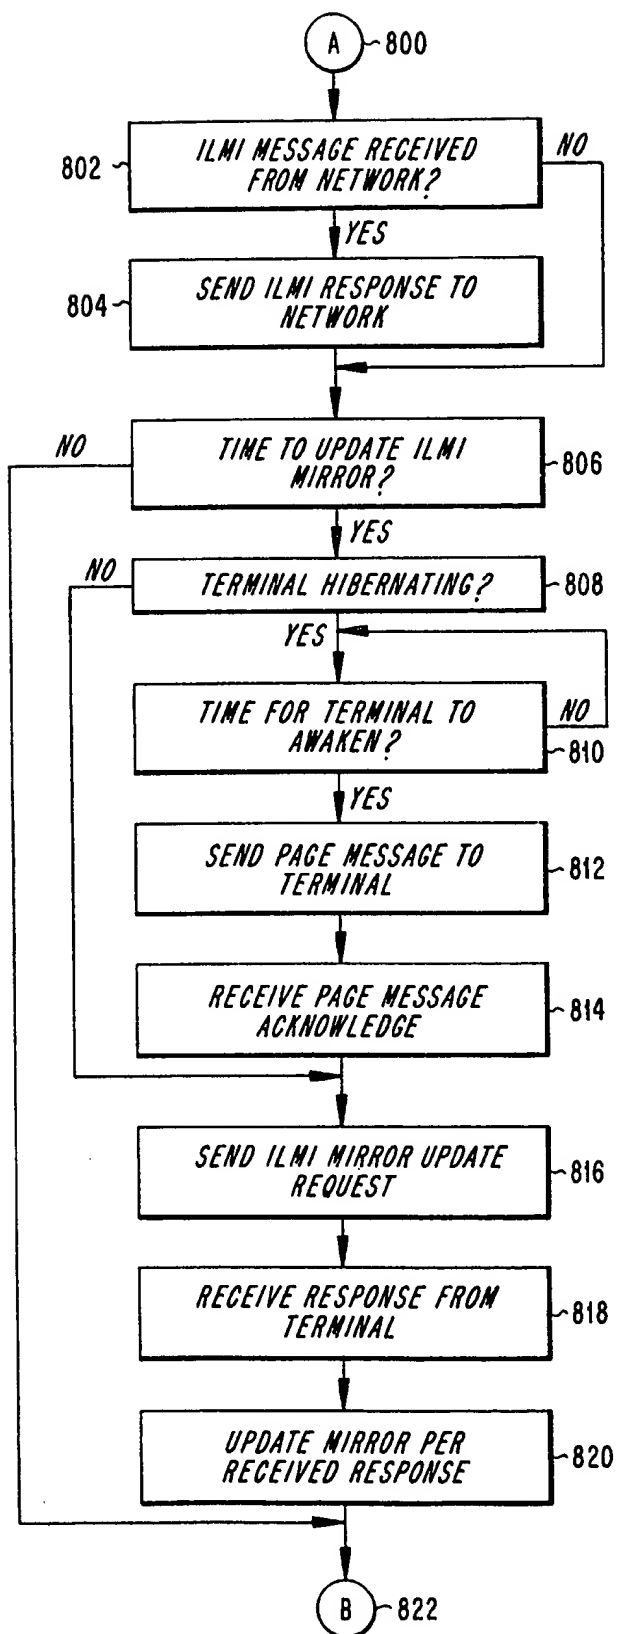 A 800
ILMI MESSAGE RECEIVED
FROM NETWORK?
802
NO
YES
SEND ILMI RESPONSE TO
NETWORK
804
NO
TIME TO UPDATE ILMI
MIRROR?
806
YES
NO
TERMINAL HIBERNATING?
808
YES
TIME FOR TERMINAL TO
AWAKEN?
NO
810
YES
SEND PAGE MESSAGE TO
TERMINAL
812
RECEIVE PAGE MESSAGE
ACKNOWLEDGE
814
SEND ILMI MIRROR UPDATE
REQUEST
816
RECEIVE RESPONSE FROM
TERMINAL
818
UPDATE MIRROR PER
RECEIVED RESPONSE
820
B 822